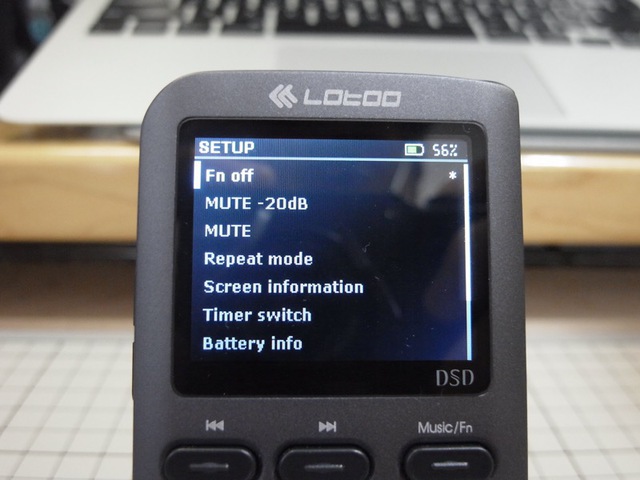 LOTOO
SETUP 56%
Fn off *
MUTE -20dB
MUTE
Repeat mode
Screen information
Timer switch
Battery info
DSD
Music/Fn